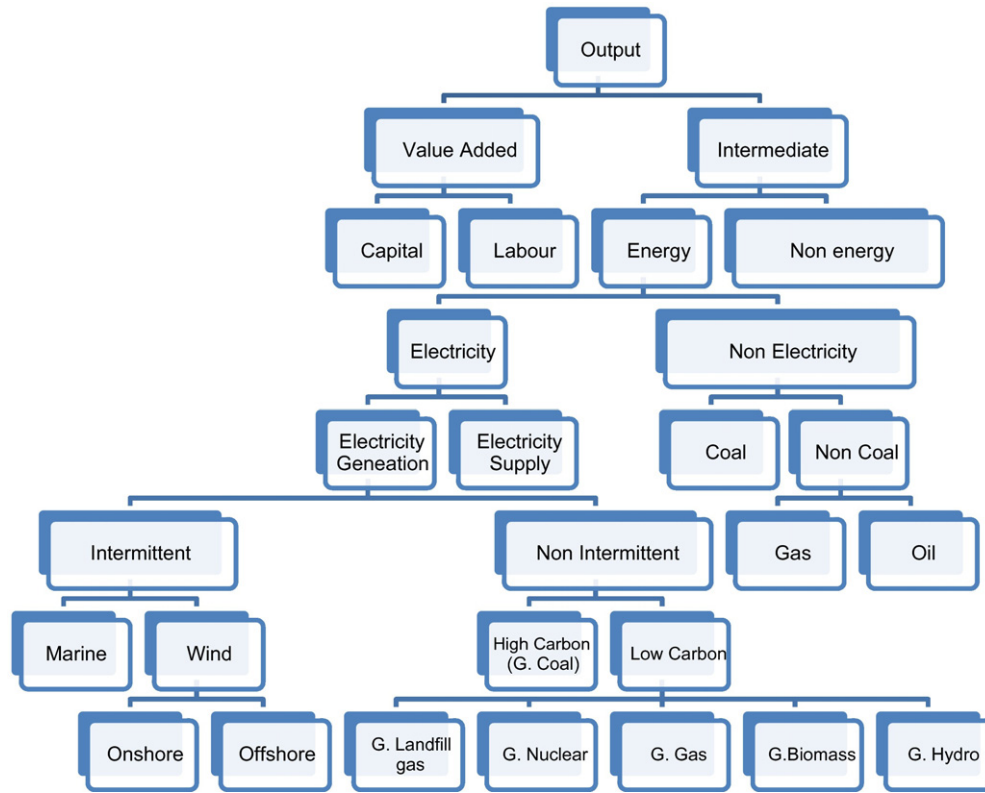 Output
Value Added
Intermediate
Capital
Labour
Energy
Non energy
Electricity
Non Electricity
Electricity
Geneation
Electricity
Supply
Coal
Non Coal
Intermittent
Non Intermittent
Gas
Oil
Marine
Wind
High Carbon
(G. Coal)
Low Carbon
Onshore
Offshore
G. Landfill
gas
G. Nuclear
G. Gas
G.Biomass
G. Hydro